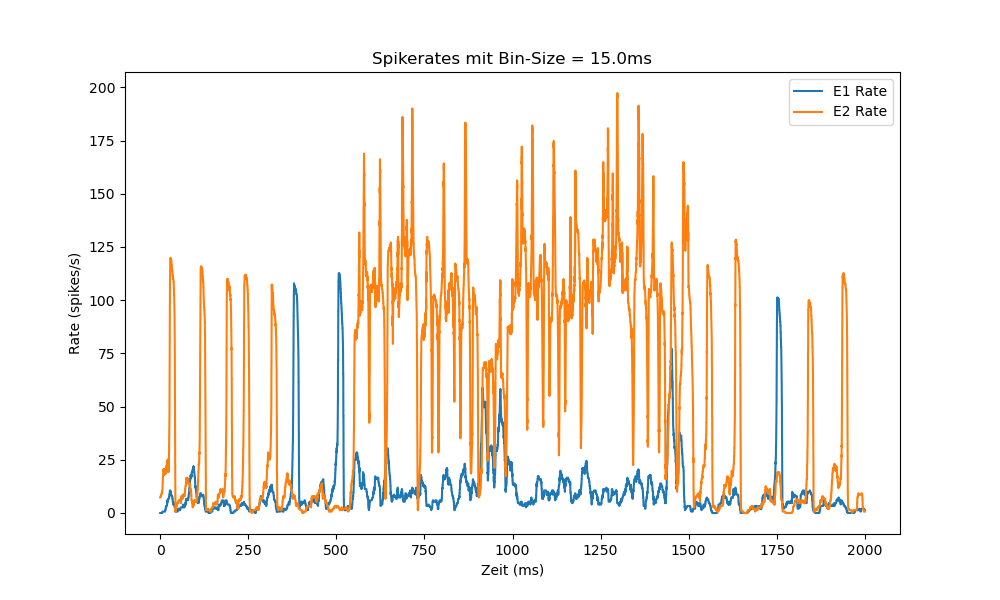 Spikerates mit Bin-Size = 15.0ms
E1 Rate
E2 Rate
200
175
150
125
100
75
50
25
0
Rate (spikes/s)
0 250 500 750 1000 1250 1500 1750 2000
Zeit (ms)